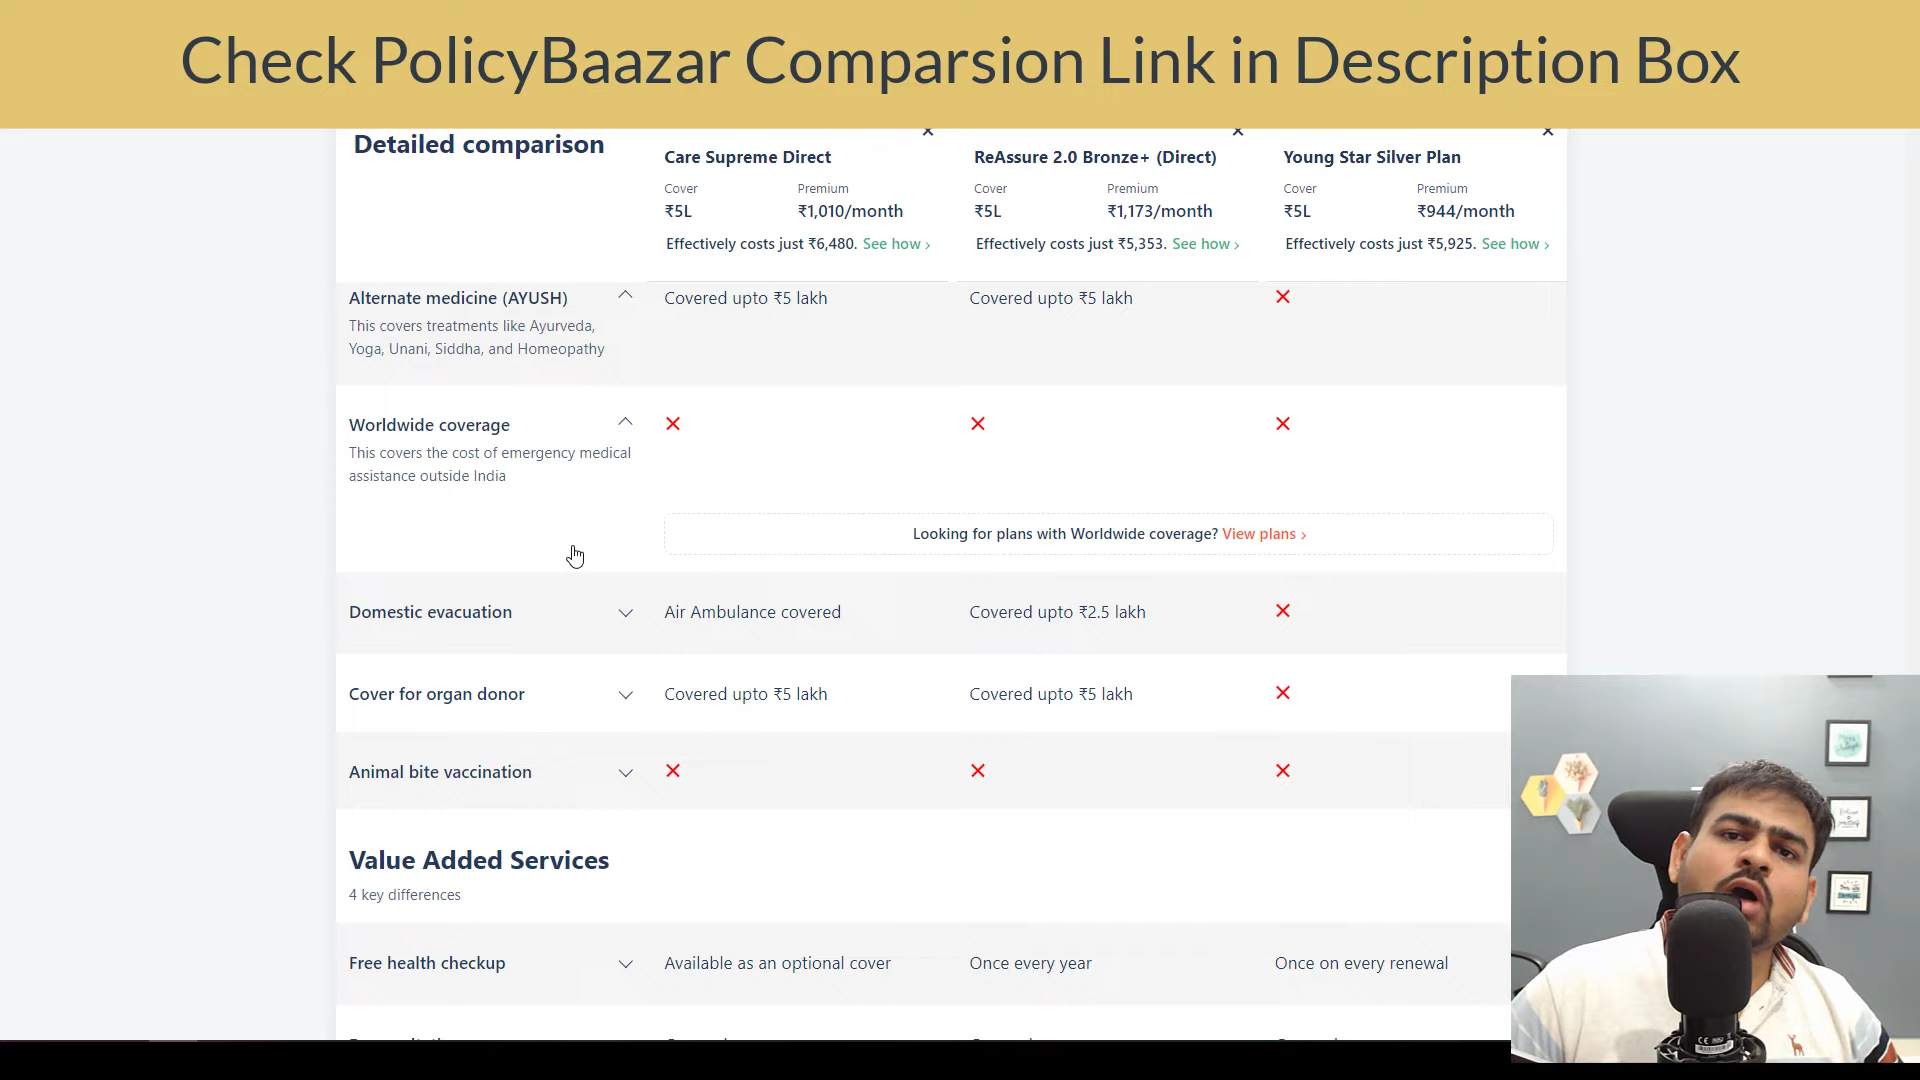 Check PolicyBaazar Comparsion Link in Description Box
Detailed comparison
Care Supreme Direct
Cover Premium
₹5L ₹1,010/month
Effectively costs just ₹6,480. See how ›
ReAssure 2.0 Bronze+ (Direct)
Cover Premium
₹5L ₹1,173/month
Effectively costs just ₹5,353. See how ›
Young Star Silver Plan
Cover Premium
₹5L ₹944/month
Effectively costs just ₹5,925. See how ›
Alternate medicine (AYUSH) Covered upto ₹5 lakh Covered upto ₹5 lakh
This covers treatments like Ayurveda,
Yoga, Unani, Siddha, and Homeopathy
Worldwide coverage
This covers the cost of emergency medical
assistance outside India
Looking for plans with Worldwide coverage? View plans ›
Domestic evacuation Air Ambulance covered Covered upto ₹2.5 lakh
Cover for organ donor Covered upto ₹5 lakh Covered upto ₹5 lakh
Animal bite vaccination
Value Added Services
4 key differences
Free health checkup Available as an optional cover Once every year Once on every renewal